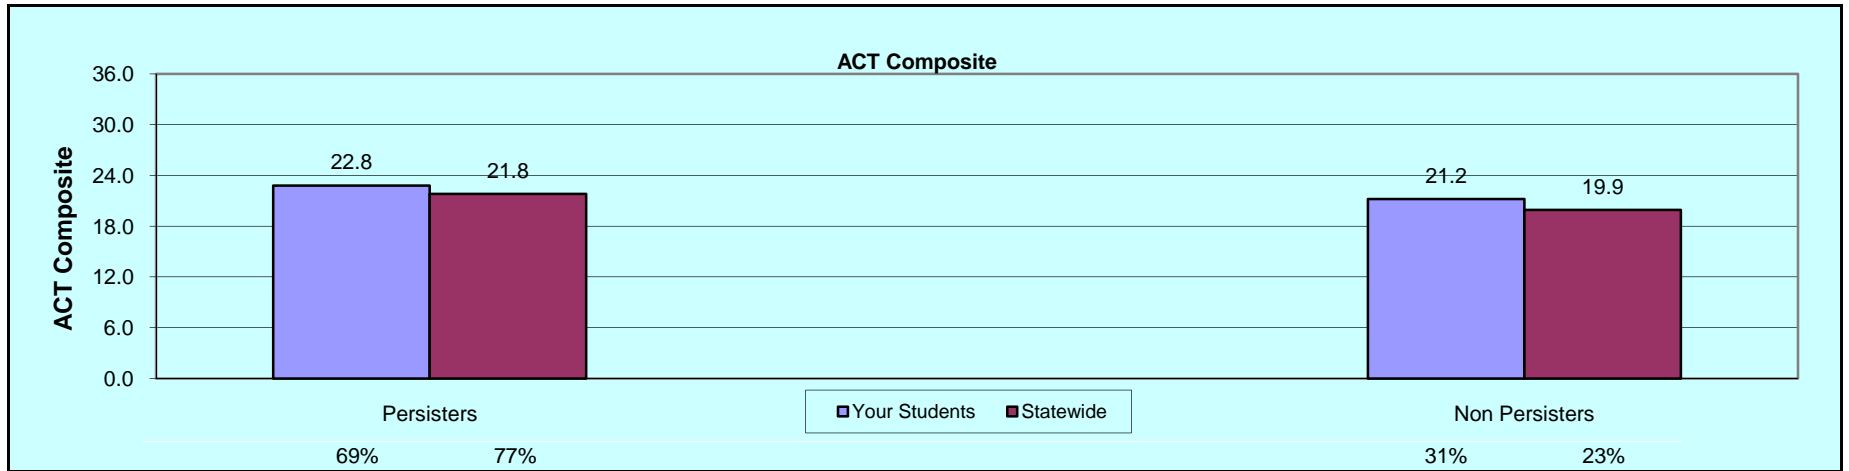 ACT Composite
36.0
30.0
24.0
18.0
12.0
6.0
0.0
ACT Composite
22.8
21.8
21.2
19.9
Persisters
Your Students Statewide
Non Persisters
69% 77% 31% 23%